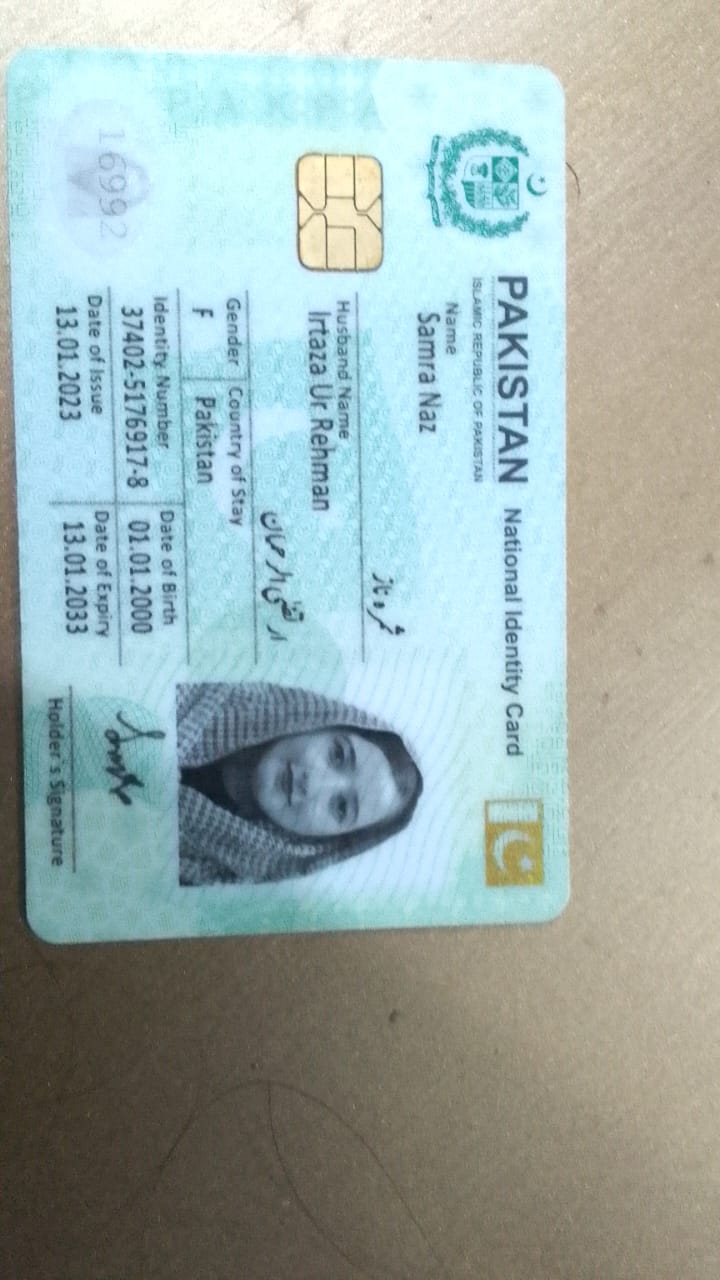 PAKISTAN National Identity Card
ISLAMIC REPUBLIC OF PAKISTAN
Name
Samra Naz
ثمرہ ناز
Husband Name
Irtaza Ur Rehman
ارتضی الرحمان
Gender Country of Stay
F Pakistan
Identity Number Date of Birth
37402-5176917-8 01.01.2000
Date of Issue Date of Expiry
13.01.2023 13.01.2033
16992
Holder's Signature